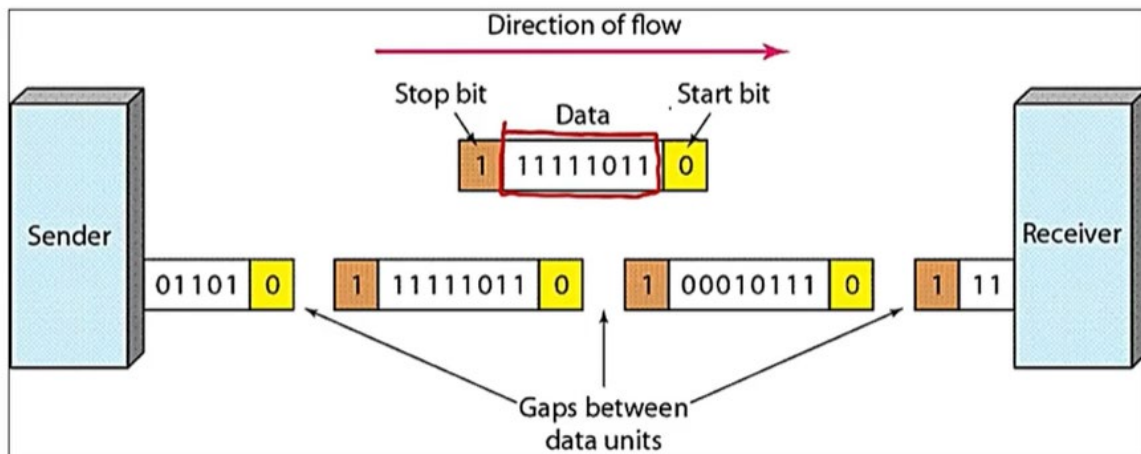 Direction of flow
Stop bit
Start bit
Data
1 11111011 0
Sender
Receiver
01101 0 1 11111011 0 1 00010111 0 1 11
Gaps between
data units